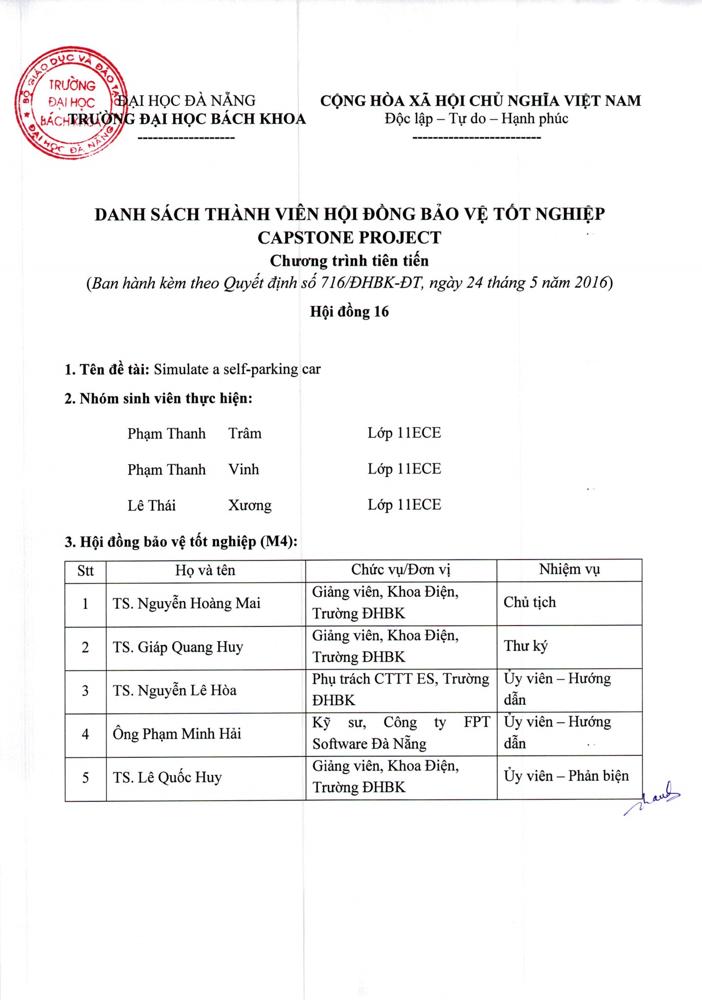 BỘ GIÁO DỤC VÀ ĐÀO TẠO
TRƯỜNG
ĐẠI HỌC
BÁCH KHOA
ĐẠI HỌC ĐÀ NẴNG
ĐẠI HỌC ĐÀ NẴNG
TRƯỜNG ĐẠI HỌC BÁCH KHOA
-------------------
CỘNG HÒA XÃ HỘI CHỦ NGHĨA VIỆT NAM
Độc lập – Tự do – Hạnh phúc
-------------------------
DANH SÁCH THÀNH VIÊN HỘI ĐỒNG BẢO VỆ TỐT NGHIỆP
CAPSTONE PROJECT
Chương trình tiên tiến
(Ban hành kèm theo Quyết định số 716/ĐHBK-ĐT, ngày 24 tháng 5 năm 2016)
Hội đồng 16
1. Tên đề tài: Simulate a self-parking car
2. Nhóm sinh viên thực hiện:
Phạm Thanh Trâm Lớp 11ECE
Phạm Thanh Vinh Lớp 11ECE
Lê Thái Xương Lớp 11ECE
3. Hội đồng bảo vệ tốt nghiệp (M4):
Stt Họ và tên Chức vụ/Đơn vị Nhiệm vụ
1 TS. Nguyễn Hoàng Mai Giảng viên, Khoa Điện,
Trường ĐHBK Chủ tịch
2 TS. Giáp Quang Huy Giảng viên, Khoa Điện,
Trường ĐHBK Thư ký
3 TS. Nguyễn Lê Hòa Phụ trách CTTT ES, Trường
ĐHBK Ủy viên – Hướng
dẫn
4 Ông Phạm Minh Hải Kỹ sư, Công ty FPT
Software Đà Nẵng Ủy viên – Hướng
dẫn
5 TS. Lê Quốc Huy Giảng viên, Khoa Điện,
Trường ĐHBK Ủy viên – Phản biện